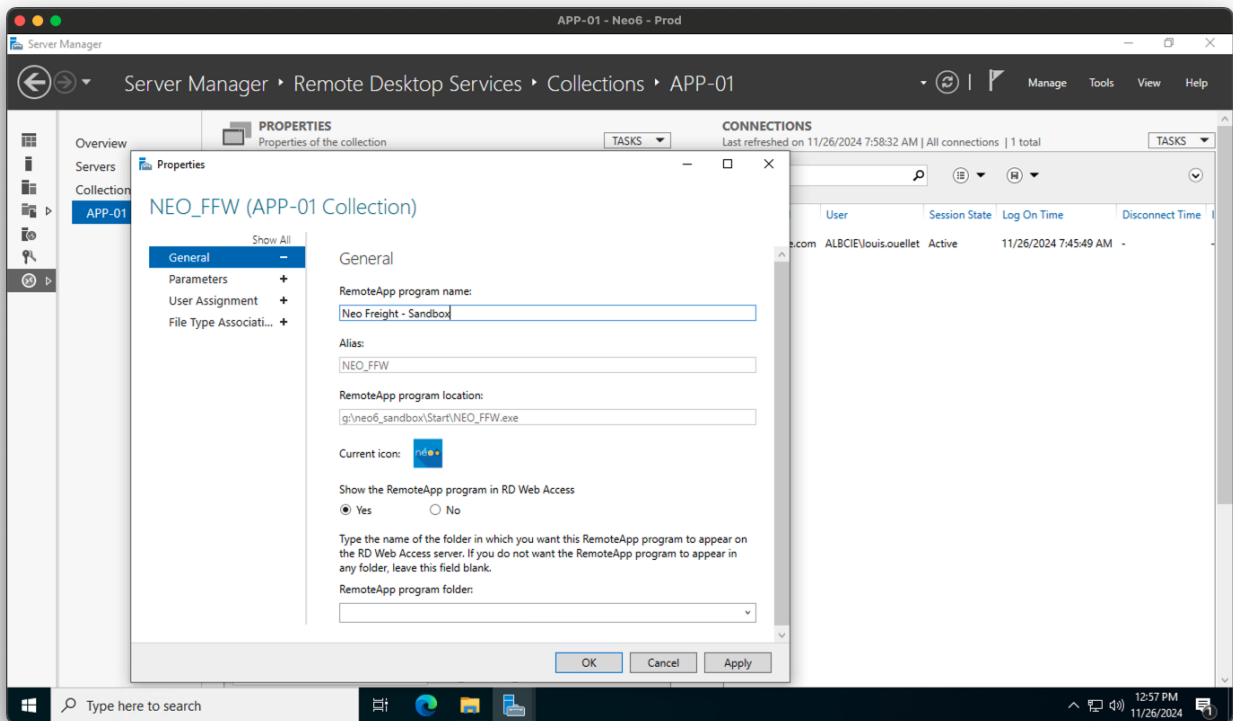 APP-01 - Neo6 - Prod
Server Manager
Server Manager ‣ Remote Desktop Services ‣ Collections ‣ APP-01
Manage Tools View Help
Overview
Servers
Collection
APP-01
PROPERTIES
Properties of the collection
TASKS
CONNECTIONS
Last refreshed on 11/26/2024 7:58:32 AM | All connections | 1 total
TASKS
User Session State Log On Time Disconnect Time
e.com ALBCIE\louis.ouellet Active 11/26/2024 7:45:49 AM - -
Properties
NEO_FFW (APP-01 Collection)
Show All
General −
Parameters +
User Assignment +
File Type Associati... +
General
RemoteApp program name:
Neo Freight - Sandbox
Alias:
NEO_FFW
RemoteApp program location:
g:\neo6_sandbox\Start\NEO_FFW.exe
Current icon:
néo
Show the RemoteApp program in RD Web Access
Yes No
Type the name of the folder in which you want this RemoteApp program to appear on
the RD Web Access server. If you do not want the RemoteApp program to appear in
any folder, leave this field blank.
RemoteApp program folder:
OK Cancel Apply
Type here to search
12:57 PM
11/26/2024
1